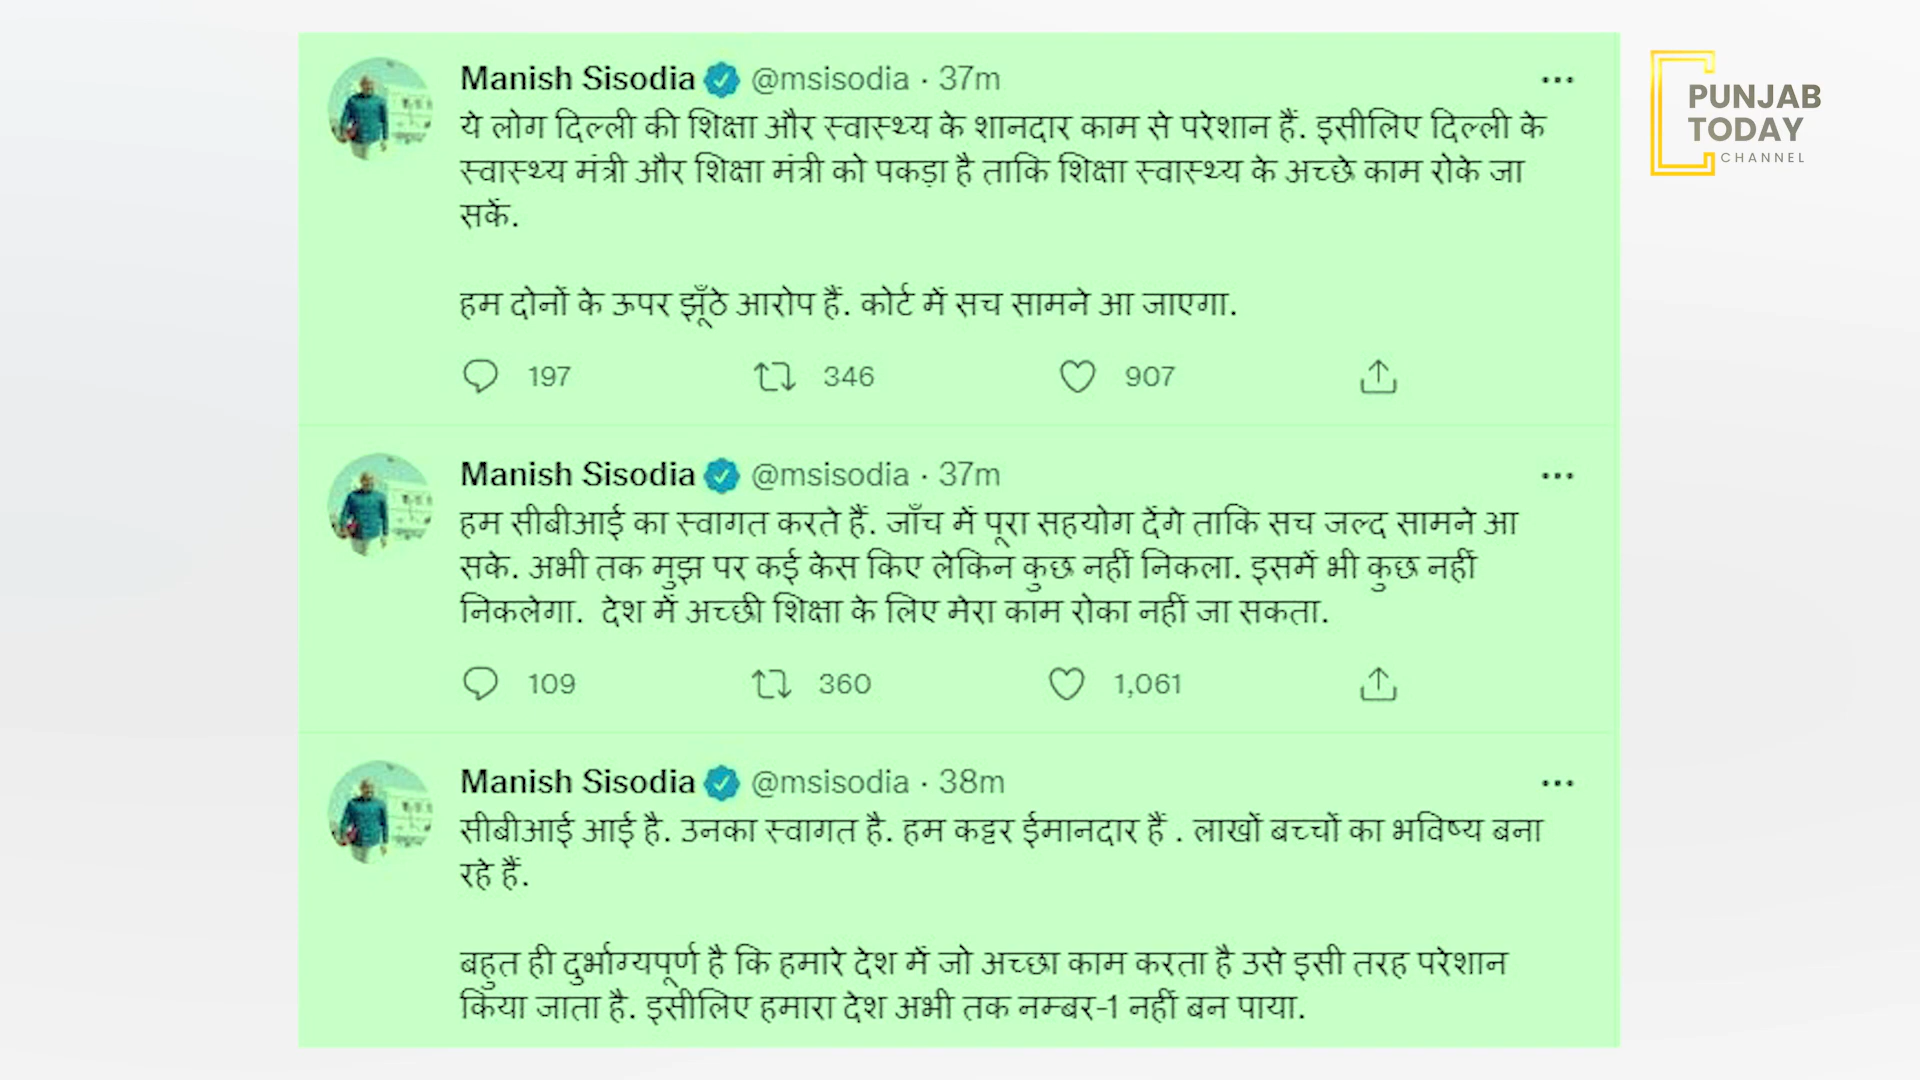 Manish Sisodia @msisodia · 37m
ये लोग दिल्ली की शिक्षा और स्वास्थ्य के शानदार काम से परेशान हैं. इसीलिए दिल्ली के
स्वास्थ्य मंत्री और शिक्षा मंत्री को पकड़ा है ताकि शिक्षा स्वास्थ्य के अच्छे काम रोके जा
सकें.
हम दोनों के ऊपर झूँठे आरोप हैं. कोर्ट में सच सामने आ जाएगा.
197 346 907
Manish Sisodia @msisodia · 37m
हम सीबीआई का स्वागत करते हैं. जाँच में पूरा सहयोग देंगे ताकि सच जल्द सामने आ
सके. अभी तक मुझ पर कई केस किए लेकिन कुछ नहीं निकला. इसमें भी कुछ नहीं
निकलेगा. देश में अच्छी शिक्षा के लिए मेरा काम रोका नहीं जा सकता.
109 360 1,061
Manish Sisodia @msisodia · 38m
सीबीआई आई है. उनका स्वागत है. हम कट्टर ईमानदार हैं . लाखों बच्चों का भविष्य बना
रहे हैं.
बहुत ही दुर्भाग्यपूर्ण है कि हमारे देश में जो अच्छा काम करता है उसे इसी तरह परेशान
किया जाता है. इसीलिए हमारा देश अभी तक नम्बर-1 नहीं बन पाया.
PUNJAB
TODAY
CHANNEL